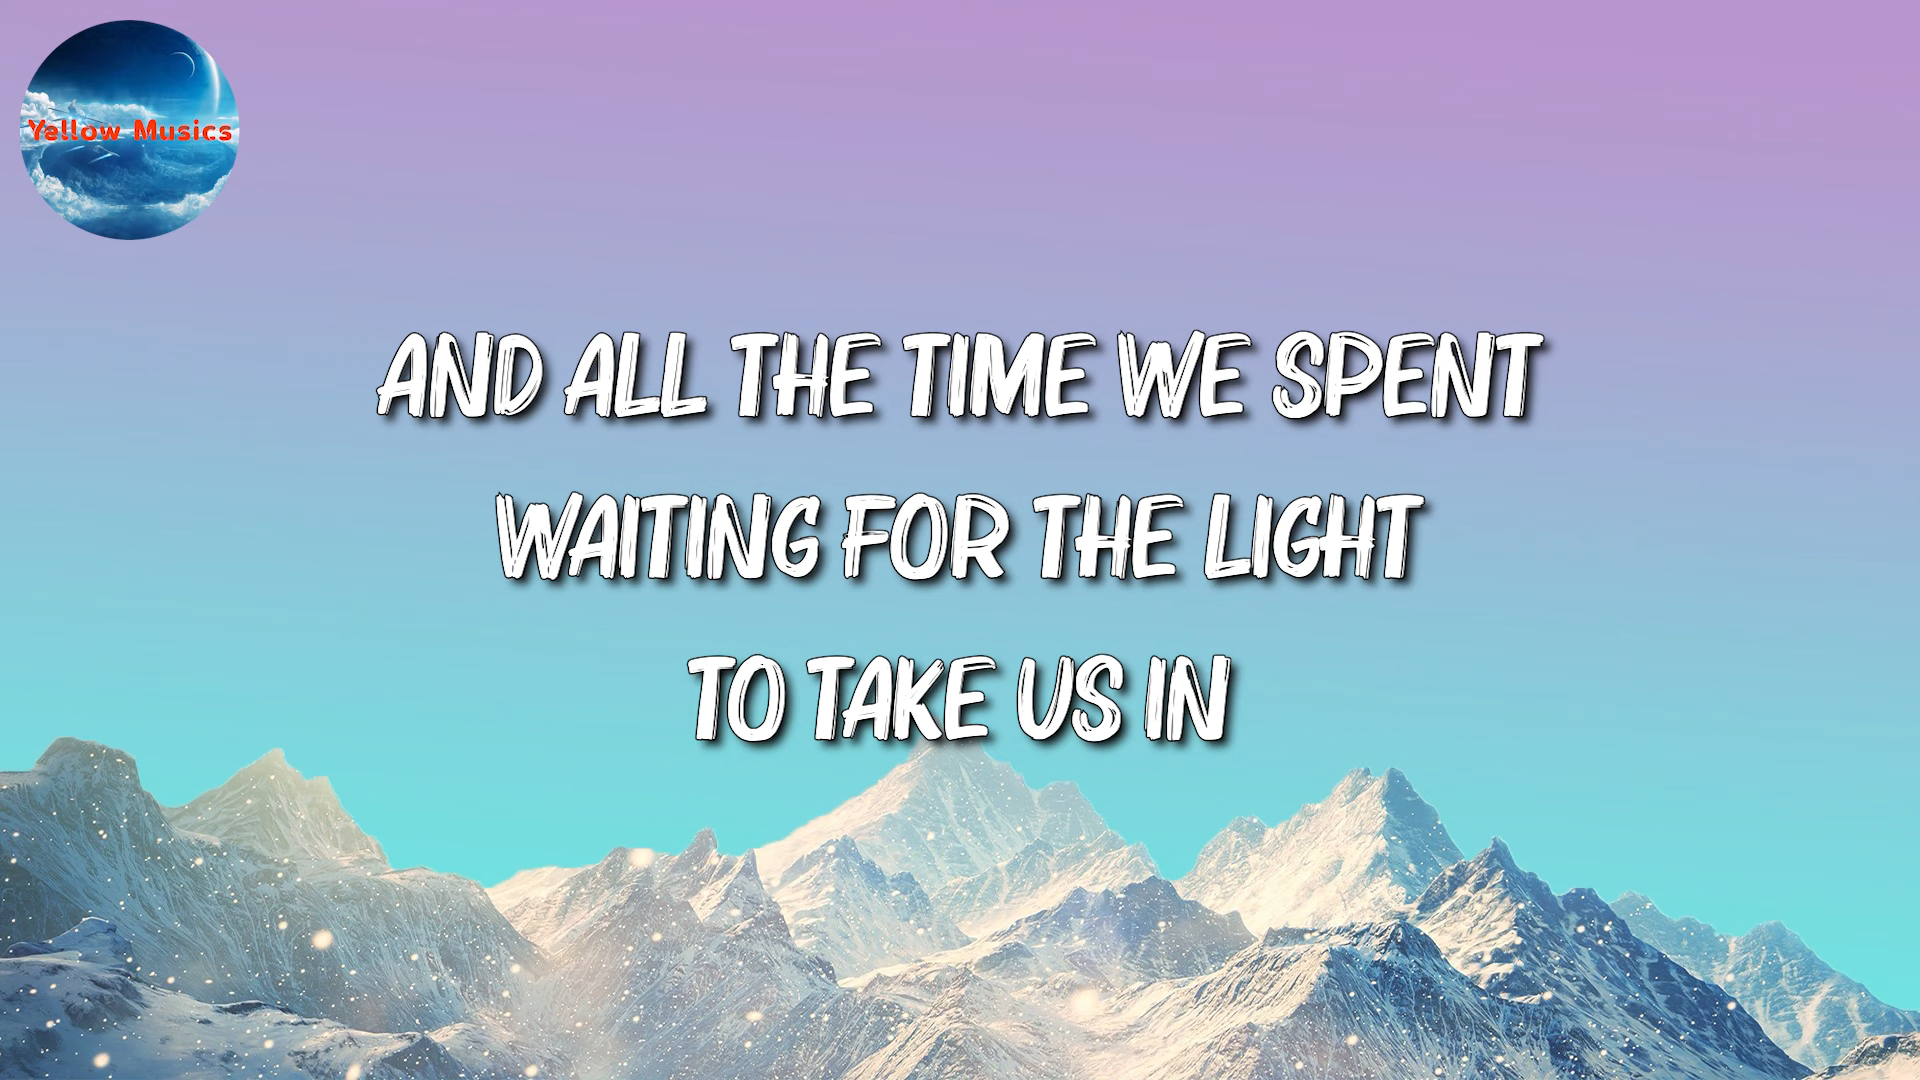 Yellow Musics
AND ALL THE TIME WE SPENT
WAITING FOR THE LIGHT
TO TAKE US IN